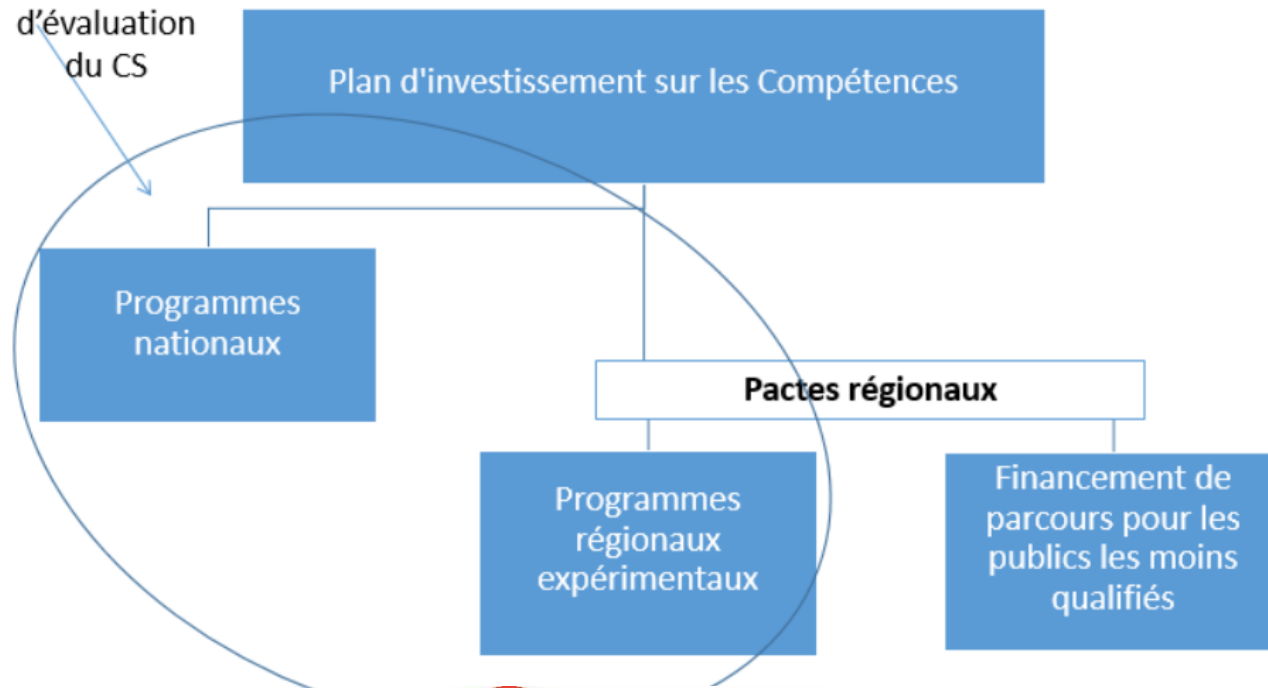 d'évaluation
du CS
Plan d'investissement sur les Compétences
Programmes
nationaux
Pactes régionaux
Programmes
régionaux
expérimentaux
Financement de
parcours pour les
publics les moins
qualifiés